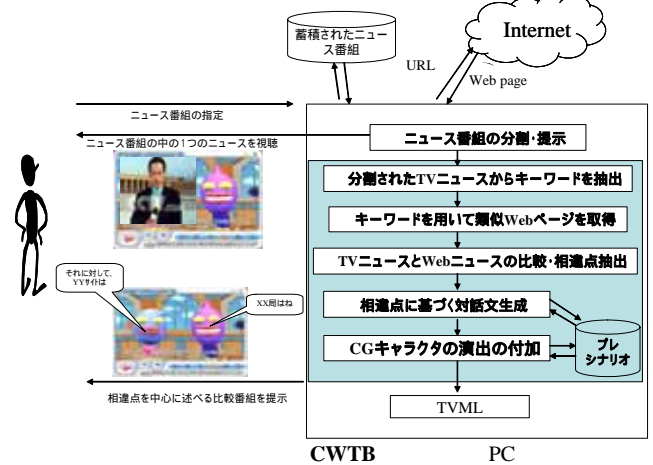 蓄積されたニュー
ス番組
Internet
URL
Web page
ニュース番組の指定
ニュース番組の中の1つのニュースを視聴
ニュース番組の分割・提示
分割されたTVニュースからキーワードを抽出
キーワードを用いて類似Webページを取得
TVニュースとWebニュースの比較・相違点抽出
それに対して、
YYサイトは
XX局はね
相違点に基づく対話文生成
CGキャラクタの演出の付加
プレ
シナリオ
相違点を中心に述べる比較番組を提示
TVML
CWTB
PC